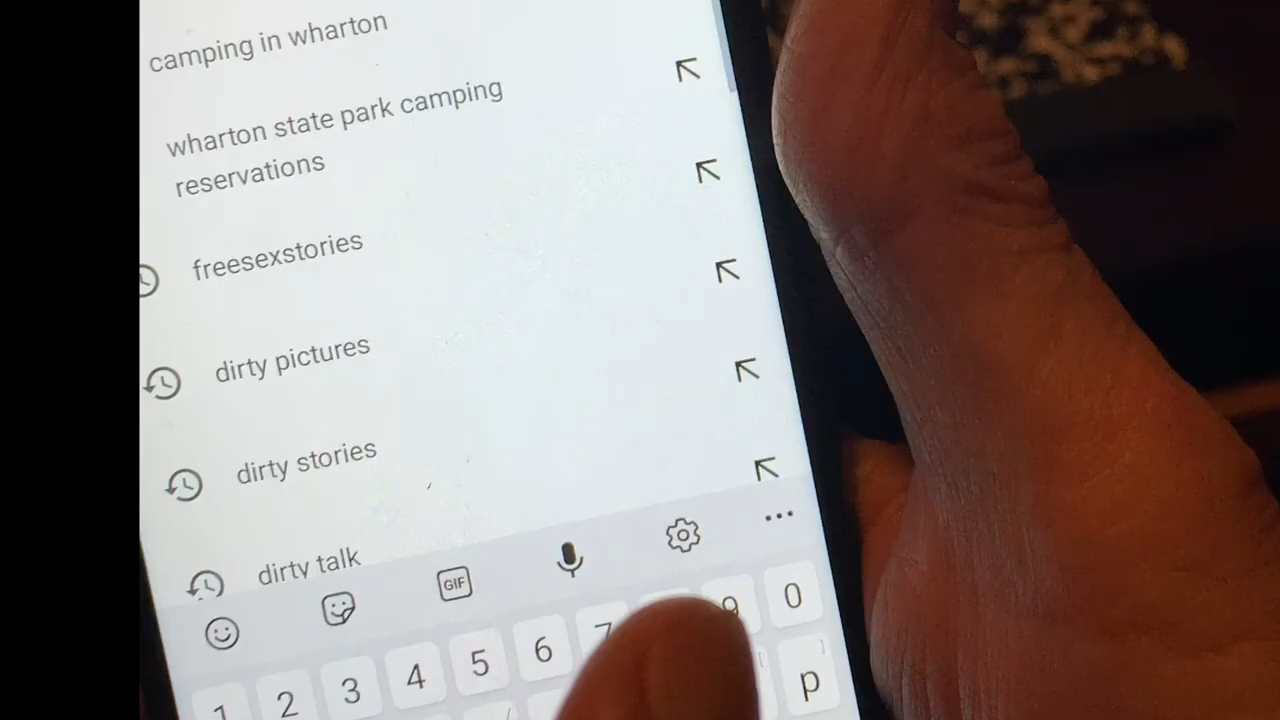 camping in wharton
wharton state park camping
reservations
freesexstories
dirty pictures
dirty stories
dirty talk
GIF
1 2 3 4 5 6 7 9 0
p